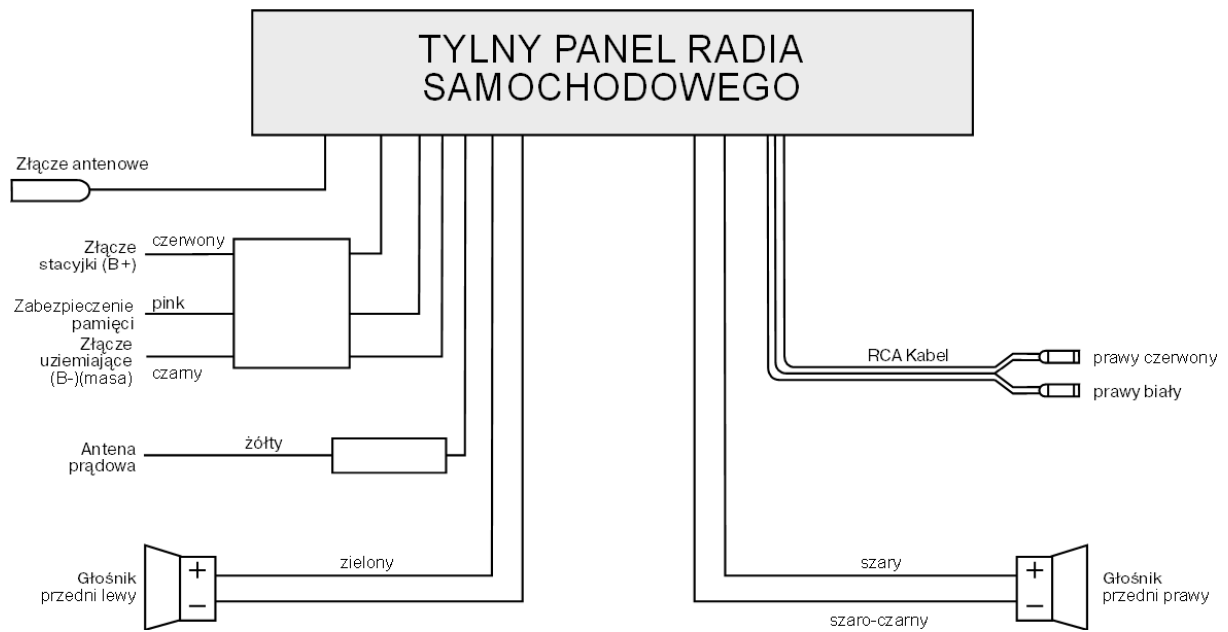 TYLNY PANEL RADIA
SAMOCHODOWEGO
Złącze antenowe
Złącze
stacyjki (B+)
czerwony
Zabezpieczenie
pamięci
pink
Złącze
uziemiające
(B-)(masa)
czarny
Antena
prądowa
żółty
Głośnik
przedni lewy
+
−
zielony
RCA Kabel
prawy czerwony
prawy biały
szary
szaro-czarny
+
−
Głośnik
przedni prawy